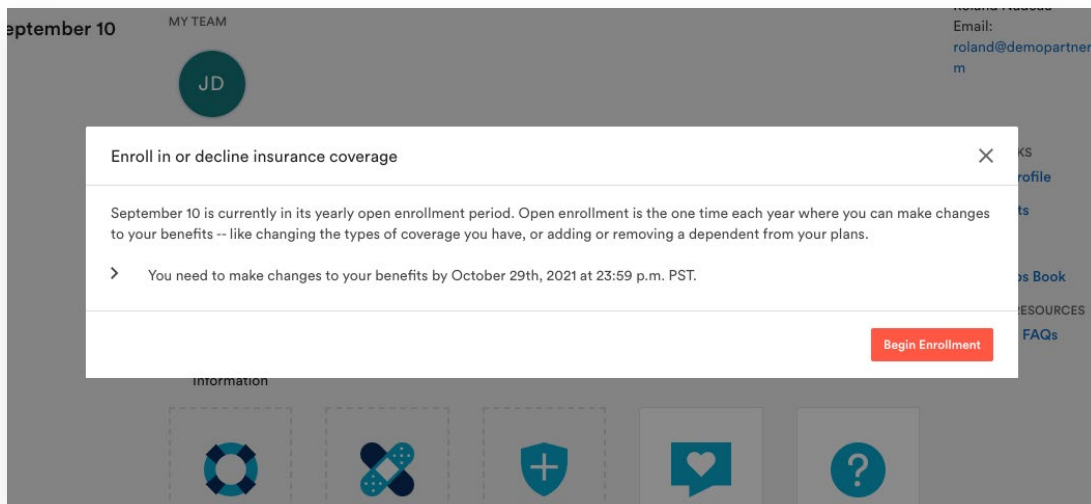 eptember 10
MY TEAM
JD
Email:
roland@demopartner
m
Enroll in or decline insurance coverage
KS
rofile
September 10 is currently in its yearly open enrollment period. Open enrollment is the one time each year where you can make changes
to your benefits -- like changing the types of coverage you have, or adding or removing a dependent from your plans.
ts
You need to make changes to your benefits by October 29th, 2021 at 23:59 p.m. PST.
os Book
ESOURCES
Begin Enrollment
FAQs
Information